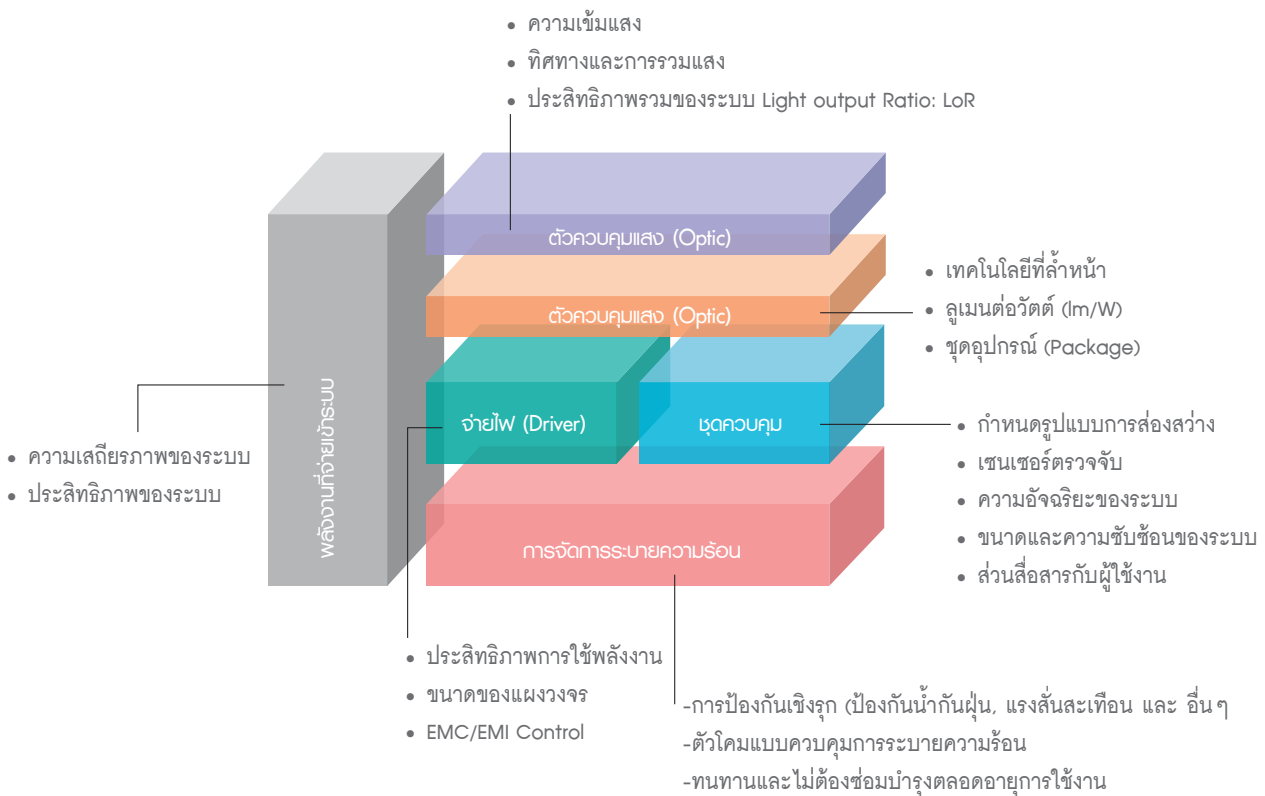 • ความเข้มแสง
• ทิศทางและการรวมแสง
• ประสิทธิภาพรวมของระบบ Light output Ratio: LoR
ตัวควบคุมแสง (Optic)
ตัวควบคุมแสง (Optic)
• เทคโนโลยีที่ล้ำหน้า
• ลูเมนต่อวัตต์ (lm/W)
• ชุดอุปกรณ์ (Package)
พลังงานที่จ่ายเข้าระบบ
• ความเสถียรภาพของระบบ
• ประสิทธิภาพของระบบ
จ่ายไฟ (Driver)
ชุดควบคุม
• กำหนดรูปแบบการส่องสว่าง
• เซนเซอร์ตรวจจับ
• ความอัจฉริยะของระบบ
• ขนาดและความซับซ้อนของระบบ
• ส่วนสื่อสารกับผู้ใช้งาน
การจัดการระบายความร้อน
• ประสิทธิภาพการใช้พลังงาน
• ขนาดของแผงวงจร
• EMC/EMI Control
-การป้องกันเชิงรุก (ป้องกันน้ำกันฝุ่น, แรงสั่นสะเทือน และ อื่นๆ
-ตัวโคมแบบควบคุมการระบายความร้อน
-ทนทานและไม่ต้องซ่อมบำรุงตลอดอายุการใช้งาน